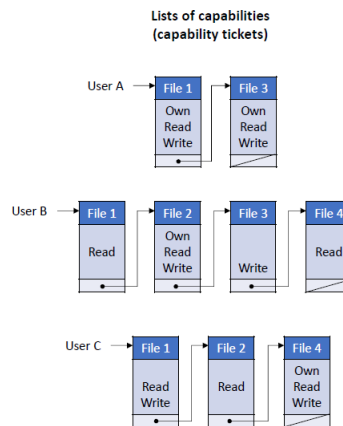 Lists of capabilities
(capability tickets)
User A
File 1
Own
Read
Write
File 3
Own
Read
Write
User B
File 1
Read
File 2
Own
Read
Write
File 3
Write
File 4
Read
User C
File 1
Read
Write
File 2
Read
File 4
Own
Read
Write